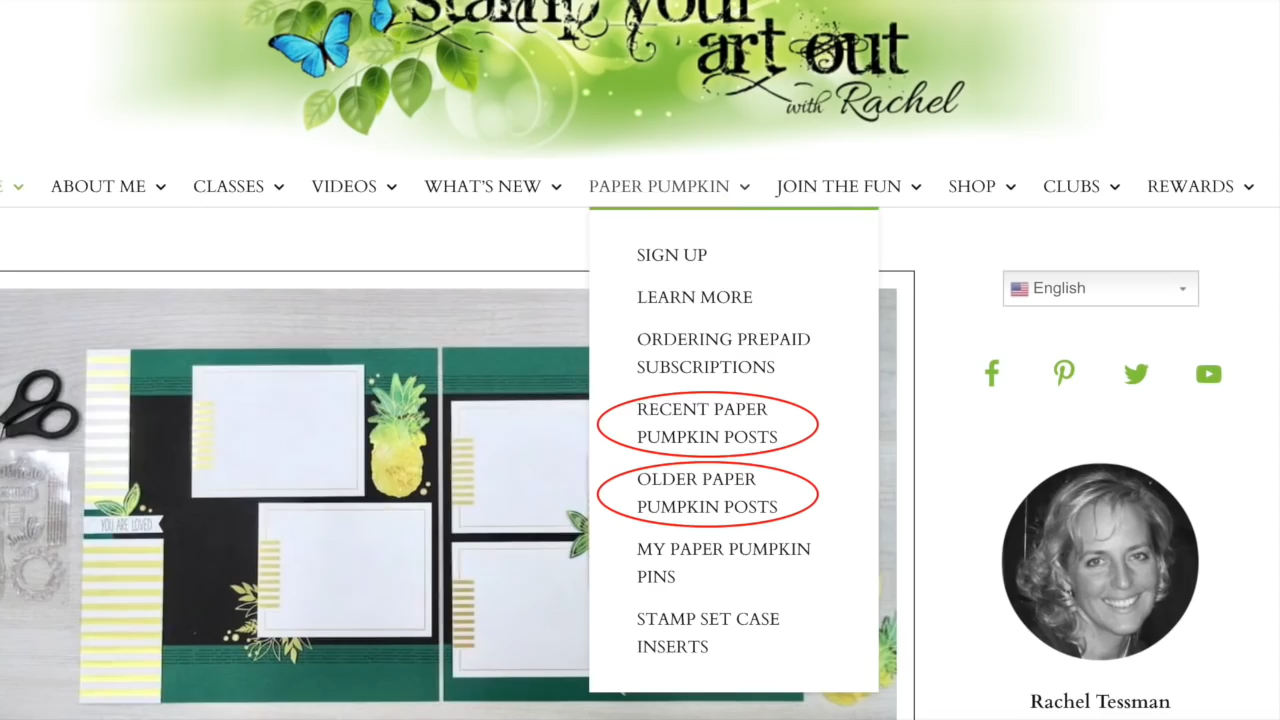 stamp your
art out
with Rachel
ABOUT ME
CLASSES
VIDEOS
WHAT'S NEW
PAPER PUMPKIN
JOIN THE FUN
SHOP
CLUBS
REWARDS
SIGN UP
LEARN MORE
ORDERING PREPAID
SUBSCRIPTIONS
RECENT PAPER
PUMPKIN POSTS
OLDER PAPER
PUMPKIN POSTS
MY PAPER PUMPKIN
PINS
STAMP SET CASE
INSERTS
English
YOU ARE LOVED
Smile
Rachel Tessman